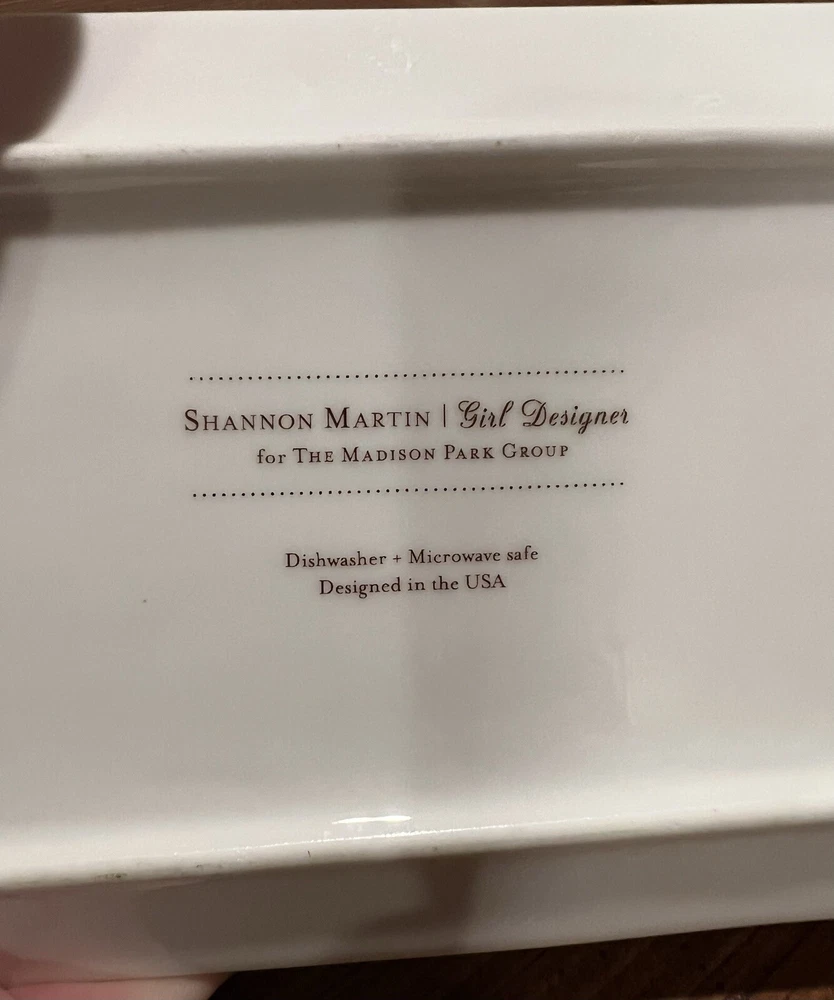 Shannon Martin | Girl Designer
for The Madison Park Group
Dishwasher + Microwave safe
Designed in the USA